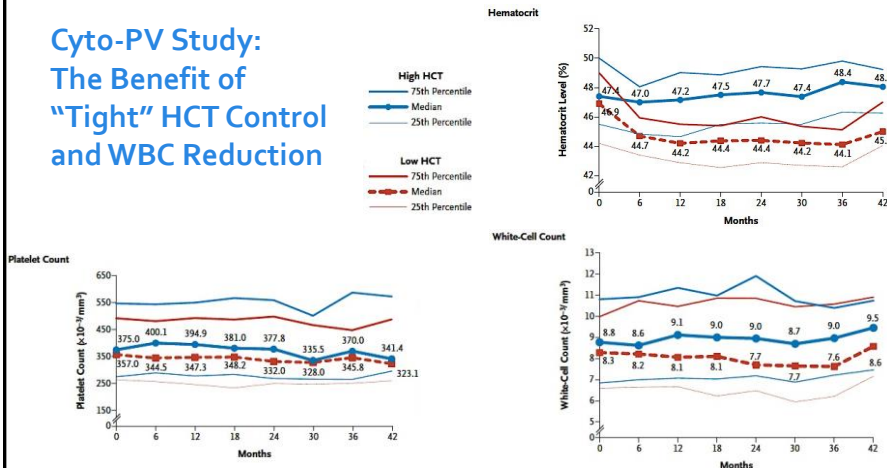 Cyto-PV Study:
The Benefit of
“Tight” HCT Control
and WBC Reduction
High HCT
75th Percentile
Median
25th Percentile
Low HCT
75th Percentile
Median
25th Percentile
Hematocrit
Hematocrit Level (%)
52
50
48
46
44
42
0
47.4 47.0 47.2 47.5 47.7 47.4 48.4 48.
46.9 44.7 44.2 44.4 44.4 44.2 44.1 45.
0 6 12 18 24 30 36 42
Months
Platelet Count
Platelet Count (×10⁻³/mm³)
650
550
450
350
250
150
0
375.0 400.1 394.9 381.0 377.8 335.5 370.0 341.4
357.0 344.5 347.3 348.2 332.0 328.0 345.8 323.1
0 6 12 18 24 30 36 42
Months
White-Cell Count
White-Cell Count (×10⁻³/mm³)
13
12
11
10
9
8
7
6
5
0
8.8 8.6 9.1 9.0 9.0 8.7 9.0 9.5
8.3 8.2 8.1 8.1 7.7 7.7 7.6 8.6
0 6 12 18 24 30 36 42
Months